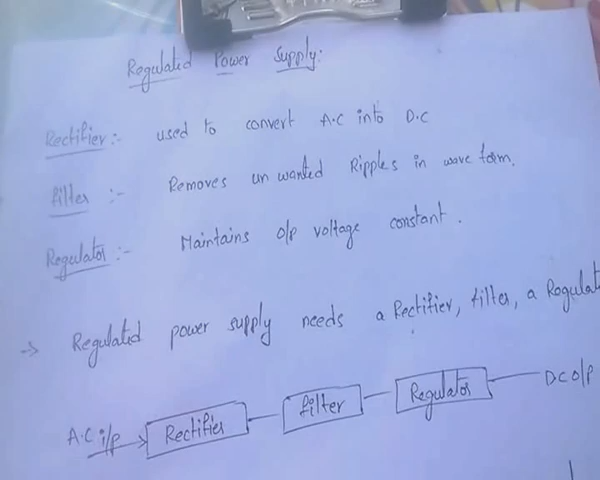 Regulated Power Supply:
Rectifier:- used to convert A.C into D.C
filter :- Removes un wanted Ripples in wave form.
Regulator:- Maintains o/p voltage constant.
→ Regulated power supply needs a Rectifier, filter, a Regulat
A.C i/p Rectifier filter Regulator DC O/P